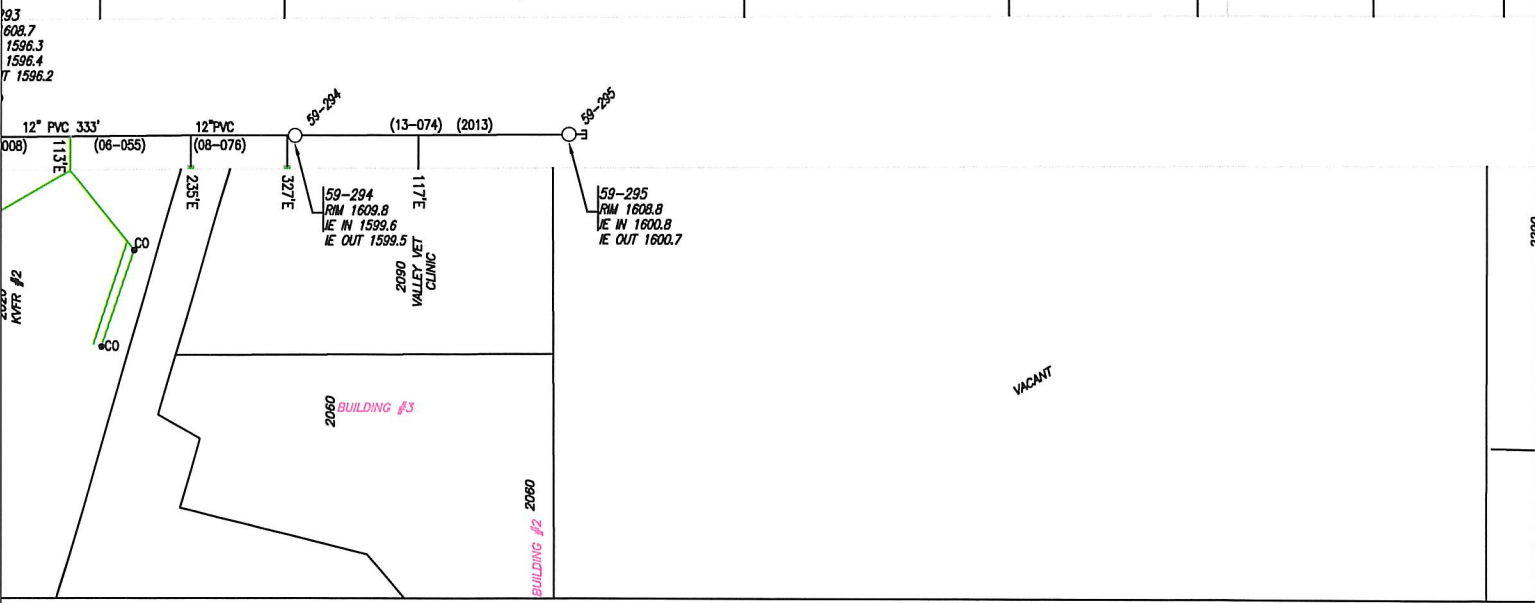 608.7
1596.3
1596.4
1596.2
12" PVC 333'
(06-055)
12"PVC
(08-076)
59-294
(13-074) (2013)
59-295
008)
113'E
235'E
327'E
117'E
59-294
RIM 1609.8
IE IN 1599.6
IE OUT 1599.5
59-295
RIM 1608.8
IE IN 1600.8
IE OUT 1600.7
CO
CO
KVFR #2
2090
VALLEY VET
CLINIC
2060
BUILDING #3
2060
BUILDING #2
VACANT